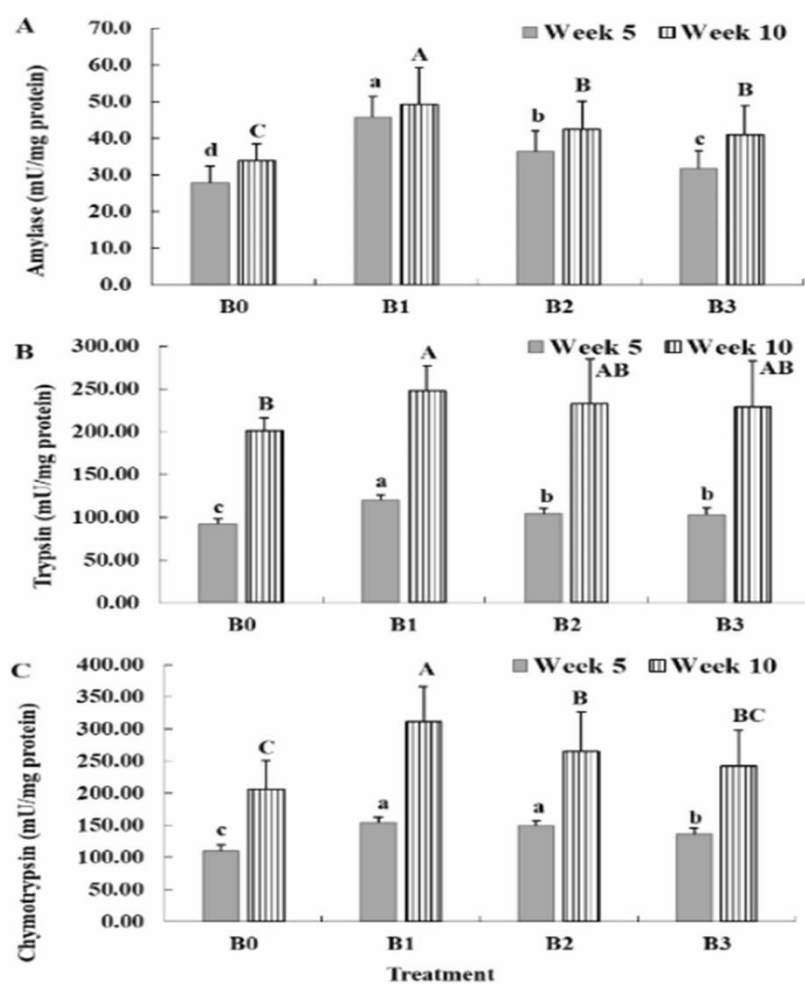 A
Week 5 Week 10
70.0
60.0
50.0
40.0
30.0
20.0
10.0
0.0
Amylase (mU/mg protein)
d C a A b B c B
B0 B1 B2 B3
B
Week 5 Week 10
300.00
250.00
200.00
150.00
100.00
50.00
0.00
Trypsin (mU/mg protein)
c B a A b AB b AB
B0 B1 B2 B3
C
Week 5 Week 10
400.00
350.00
300.00
250.00
200.00
150.00
100.00
50.00
0.00
Chymotrypsin (mU/mg protein)
c C a A a B b BC
B0 B1 B2 B3
Treatment